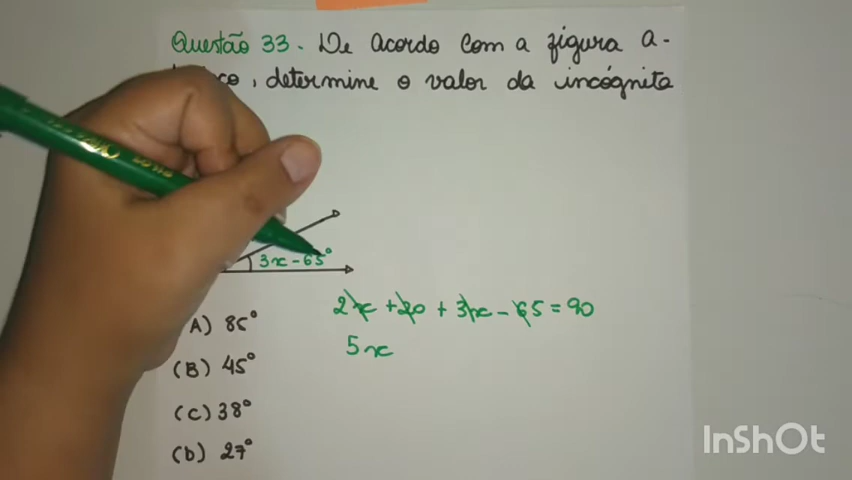 Questão 33. De acordo com a figura a-
, determine o valor da incógnita
3x - 65°
2x + 20 + 3x - 65 = 90
5x
A) 85°
(B) 45°
(C) 38°
(D) 27°
InShOt